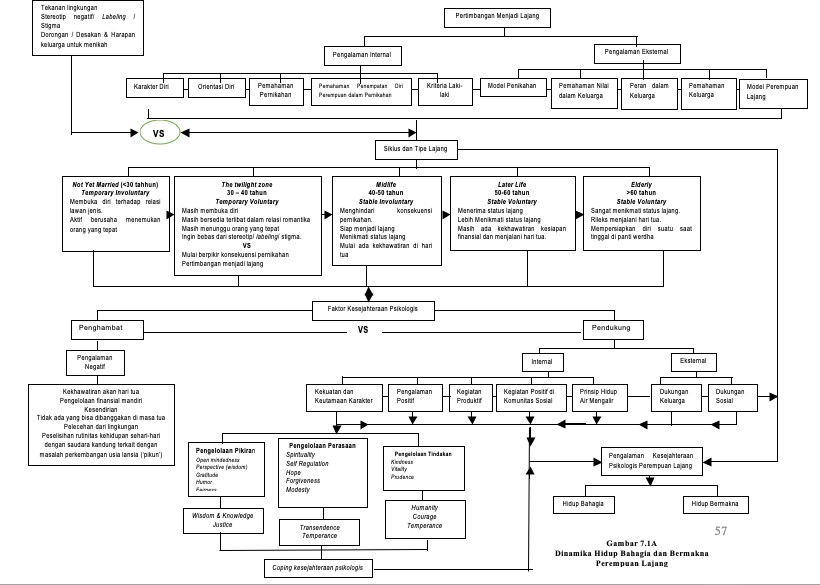 Tekanan lingkungan
Stereotip negatif/ Labeling /
Stigma
Dorongan / Desakan & Harapan
keluarga untuk menikah
Pertimbangan Menjadi Lajang
Pengalaman Internal
Pengalaman Eksternal
Karakter Diri
Orientasi Diri
Pemahaman
Pernikahan
Pemahaman Penempatan Diri
Perempuan dalam Pernikahan
Kriteria Laki-
laki
Model Penikahan
Pemahaman Nilai
dalam Keluarga
Peran dalam
Keluarga
Pemahaman
Keluarga
Model Perempuan
Lajang
VS
Siklus dan Tipe Lajang
Not Yet Married (<30 tahhun)
Temporary Involuntary
Membuka diri terhadap relasi
lawan jenis.
Aktif berusaha menemukan
orang yang tepat
The twilight zone
30 – 40 tahun
Temporary Voluntary
Masih membuka diri
Masih bersedia terlibat dalam relasi romantika
Masih menunggu orang yang tepat
Ingin bebas dari stereotip/ labeling/ stigma.
VS
Mulai berpikir konsekuensi pernikahan
Pertimbangan menjadi lajang
Midlife
40-50 tahun
Stable Involuntary
Menghindari konsekuensi
pernikahan.
Siap menjadi lajang
Menikmati status lajang
Mulai ada kekhawatiran di hari
tua
Later Life
50-60 tahun
Stable Voluntary
Menerima status lajang
Lebih Menikmati status lajang
Masih ada kekhawatiran kesiapan
finansial dan menjalani hari tua.
Elderly
>60 tahun
Stable Voluntary
Sangat menikmati status lajang.
Rileks menjalani hari tua.
Mempersiapkan diri suatu saat
tinggal di panti werdha
Faktor Kesejahteraan Psikologis
Penghambat
VS
Pendukung
Pengalaman
Negatif
Internal
Eksternal
Kekhawatiran akan hari tua
Pengelolaan finansial mandiri
Kesendirian
Tidak ada yang bisa dibanggakan di masa tua
Pelecehan dari lingkungan
Peselisihan rutinitas kehidupan sehari-hari
dengan saudara kandung terkait dengan
masalah perkembangan usia lansia ('pikun')
Kekuatan dan
Keutamaan Karakter
Pengalaman
Positif
Kegiatan
Produktif
Kegiatan Positif di
Komunitas Sosial
Prinsip Hidup
Air Mengalir
Dukungan
Keluarga
Dukungan
Sosial
Pengelolaan Pikiran
Open mindedness
Perspective (wisdom)
Gratitude
Humor
Fairness
Pengelolaan Perasaan
Spirituality
Self Regulation
Hope
Forgiveness
Modesty
Pengelolaan Tindakan
Kindness
Vitality
Prudence
Pengalaman Kesejahteraan
Psikologis Perempuan Lajang
Wisdom & Knowledge
Justice
Transendence
Temperance
Humanity
Courage
Temperance
Hidup Bahagia
Hidup Bermakna
Coping kesejahteraan psikologis
57
Gambar 7.1A
Dinamika Hidup Bahagia dan Bermakna
Perempuan Lajang